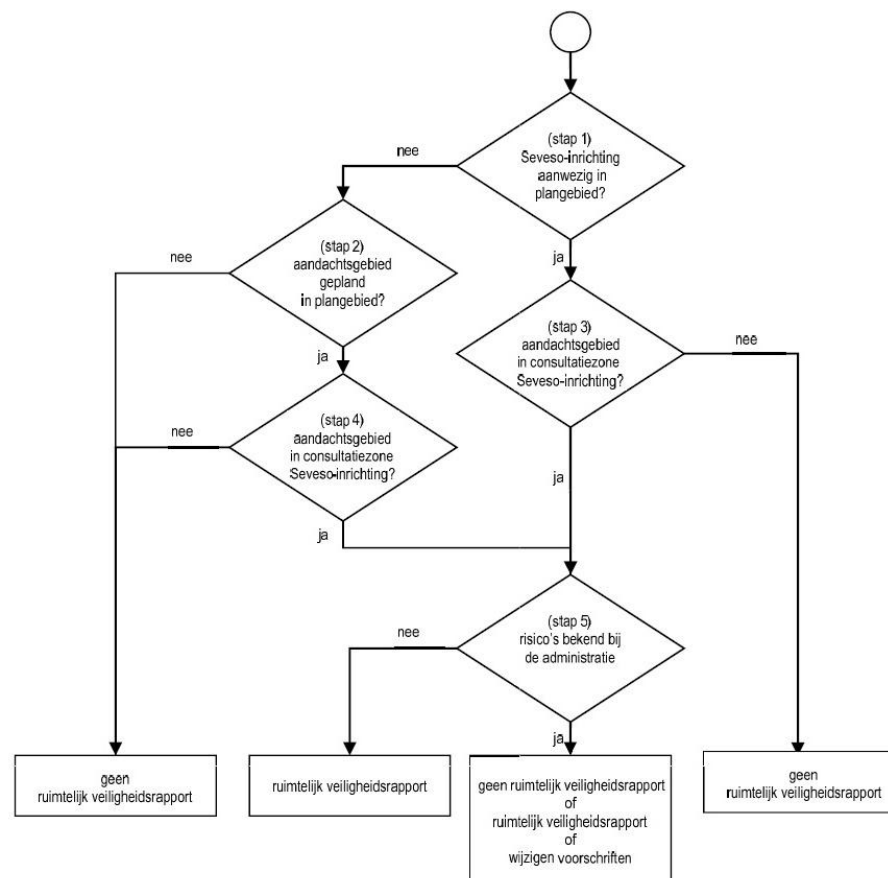 (stap 1)
Seveso-inrichting
aanwezig in
plangebied?
nee
ja
(stap 2)
aandachtsgebied
gepland
in plangebied?
nee
ja
(stap 3)
aandachtsgebied
in consultatiezone
Seveso-inrichting?
nee
ja
(stap 4)
aandachtsgebied
in consultatiezone
Seveso-inrichting?
nee
ja
(stap 5)
risico's bekend bij
de administratie
nee
ja
geen
ruimtelijk veiligheidsrapport
ruimtelijk veiligheidsrapport
geen ruimtelijk veiligheidsrapport
of
ruimtelijk veiligheidsrapport
of
wijzigen voorschriften
geen
ruimtelijk veiligheidsrapport